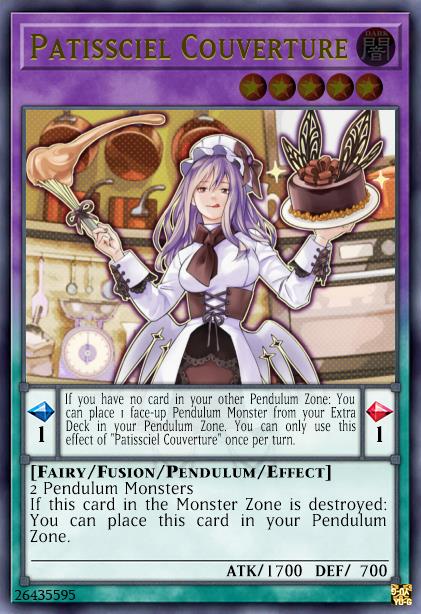 Patissciel Couverture
DARK
闇
If you have no card in your other Pendulum Zone: You
can place 1 face-up Pendulum Monster from your Extra
Deck in your Pendulum Zone. You can only use this
effect of "Patissciel Couverture" once per turn.
1
1
[Fairy/Fusion/Pendulum/Effect]
2 Pendulum Monsters
If this card in the Monster Zone is destroyed:
You can place this card in your Pendulum
Zone.
ATK/1700 DEF/ 700
26435595